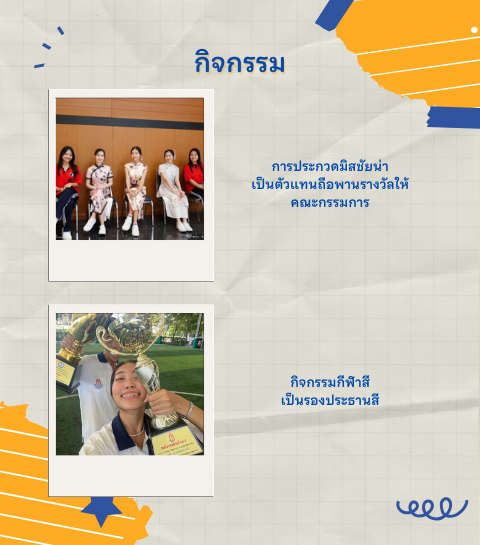 กิจกรรม
การประกวดมิสชัยน่า
เป็นตัวแทนถือพานรางวัลให้
คณะกรรมการ
กิจกรรมกีฬาสี
เป็นรองประธานสี